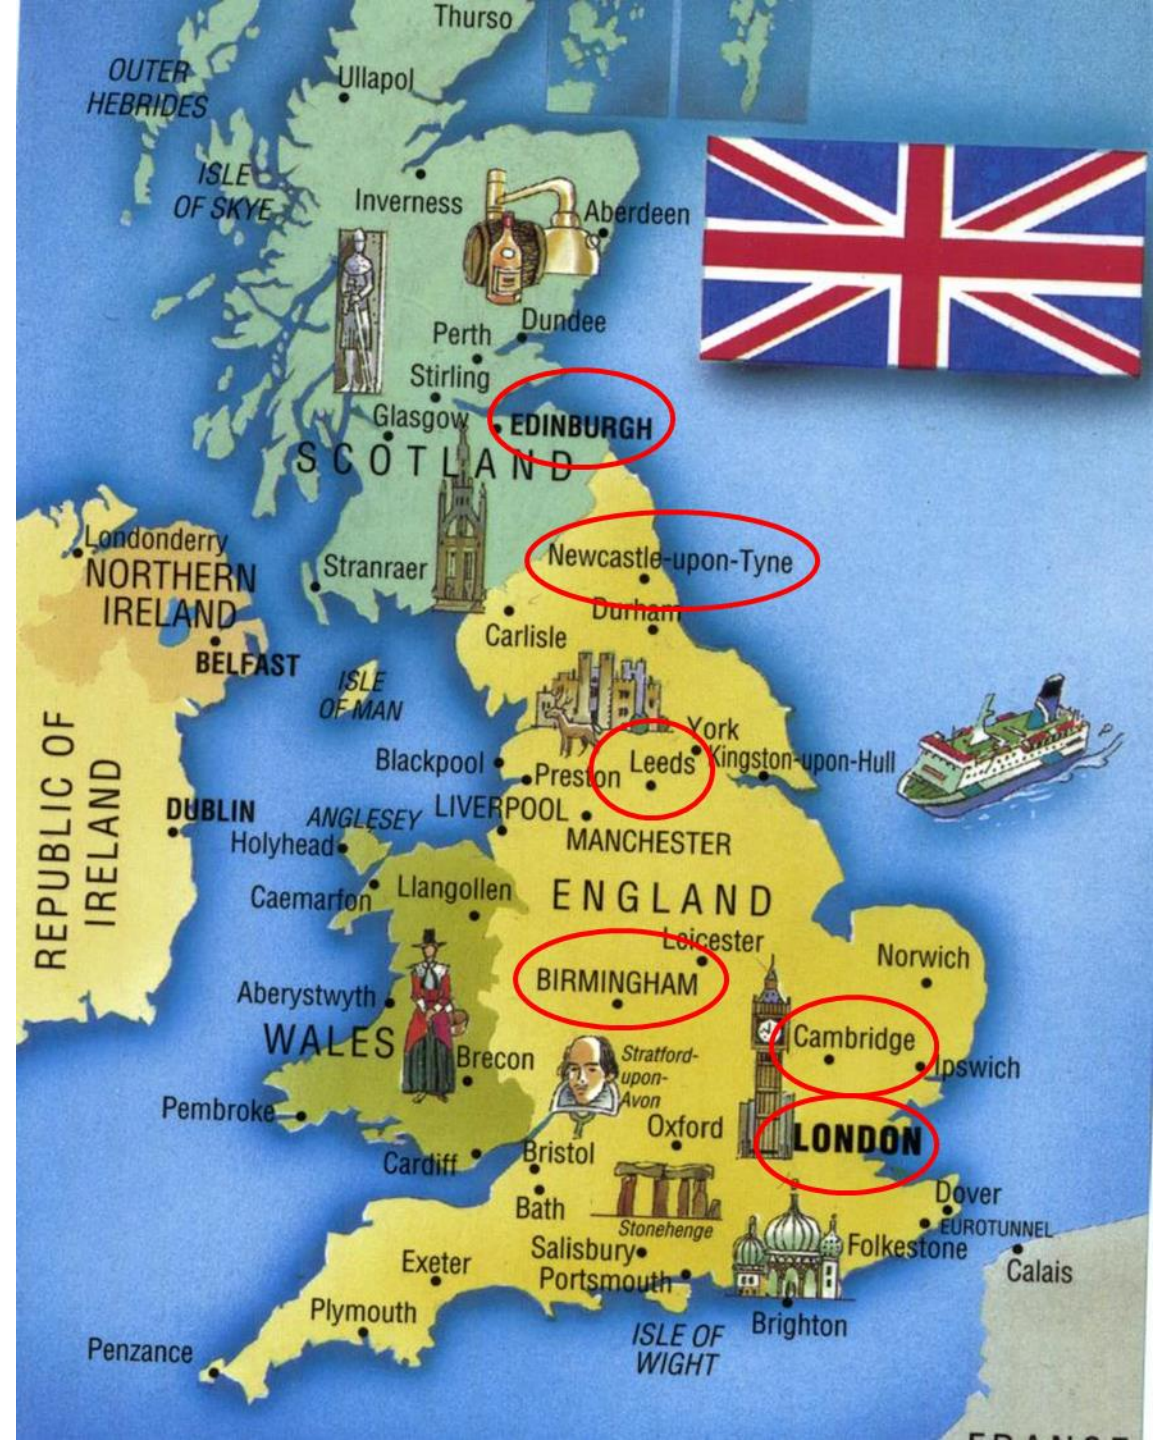 Thurso
OUTER
HEBRIDES
Ullapol
ISLE
OF SKYE
Inverness
Aberdeen
Dundee
Perth
Stirling
Glasgow
EDINBURGH
SCOTLAND
Londonderry
NORTHERN
IRELAND
BELFAST
Stranraer
Newcastle-upon-Tyne
Durham
Carlisle
ISLE
OF MAN
York
Blackpool
Preston
Leeds
Kingston-upon-Hull
REPUBLIC OF
IRELAND
DUBLIN
ANGLESEY
LIVERPOOL
Holyhead
MANCHESTER
Caemarfon
Llangollen
ENGLAND
Leicester
Norwich
BIRMINGHAM
Aberystwyth
WALES
Cambridge
Brecon
Stratford-
upon-
Avon
Ipswich
Pembroke
Oxford
LONDON
Cardiff
Bristol
Bath
Stonehenge
Dover
EUROTUNNEL
Folkestone
Salisbury
Exeter
Portsmouth
Calais
Plymouth
Brighton
ISLE OF
WIGHT
Penzance
FRANCE